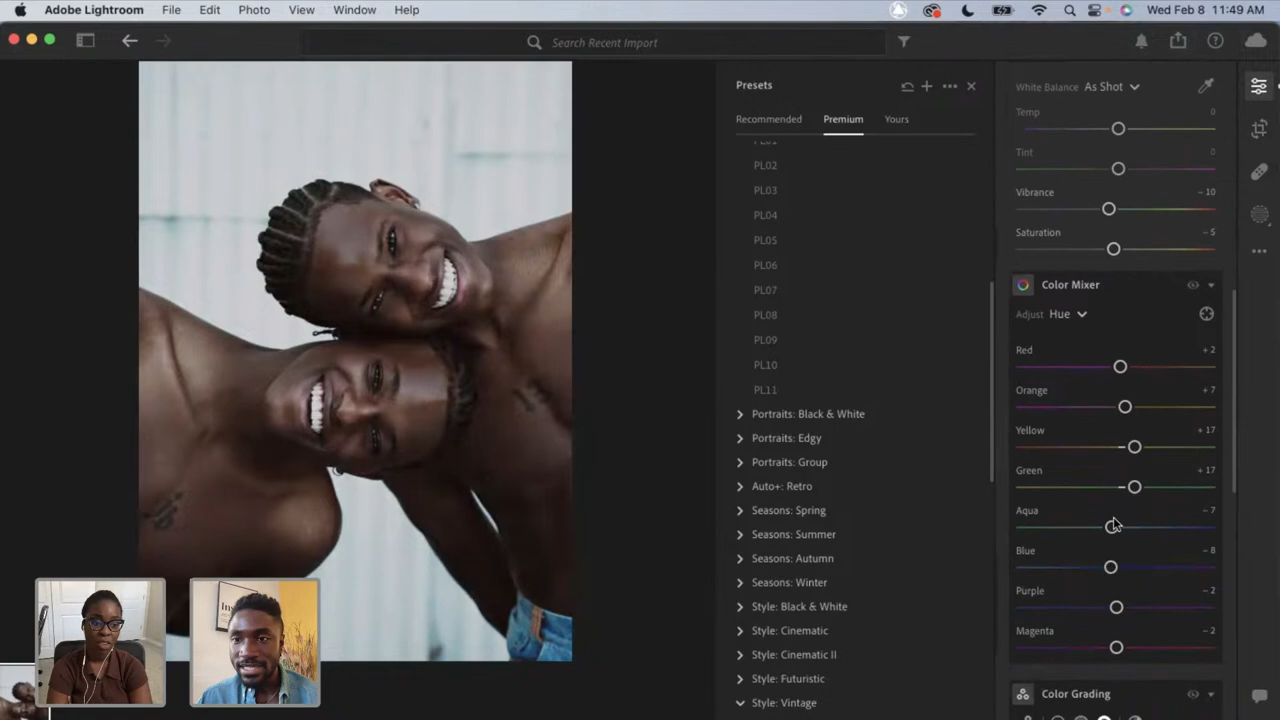 Adobe Lightroom File Edit Photo View Window Help Wed Feb 8 11:49 AM
Search Recent Import
Presets
Recommended Premium Yours
PL01
PL02
PL03
PL04
PL05
PL06
PL07
PL08
PL09
PL10
PL11
Portraits: Black & White
Portraits: Edgy
Portraits: Group
Auto+: Retro
Seasons: Spring
Seasons: Summer
Seasons: Autumn
Seasons: Winter
Style: Black & White
Style: Cinematic
Style: Cinematic II
Style: Futuristic
Style: Vintage
White Balance As Shot
Temp 0
Tint 0
Vibrance − 10
Saturation − 5
Color Mixer
Adjust Hue
Red + 2
Orange + 7
Yellow + 17
Green + 17
Aqua − 7
Blue − 8
Purple − 2
Magenta − 2
Color Grading